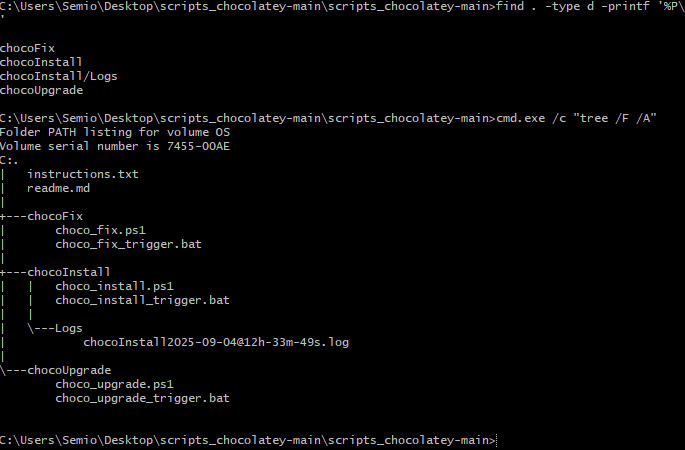 C:\Users\Semio\Desktop\scripts_chocolatey-main\scripts_chocolatey-main>find . -type d -printf '%P\
'

chocoFix
chocoInstall
chocoInstall/Logs
chocoUpgrade

C:\Users\Semio\Desktop\scripts_chocolatey-main\scripts_chocolatey-main>cmd.exe /c "tree /F /A"
Folder PATH listing for volume OS
Volume serial number is 7455-00AE
C:.
|   instructions.txt
|   readme.md
|
+---chocoFix
|       choco_fix.ps1
|       choco_fix_trigger.bat
|
+---chocoInstall
|   |   choco_install.ps1
|   |   choco_install_trigger.bat
|   |
|   \---Logs
|           chocoInstall2025-09-04@12h-33m-49s.log
|
\---chocoUpgrade
        choco_upgrade.ps1
        choco_upgrade_trigger.bat

C:\Users\Semio\Desktop\scripts_chocolatey-main\scripts_chocolatey-main>